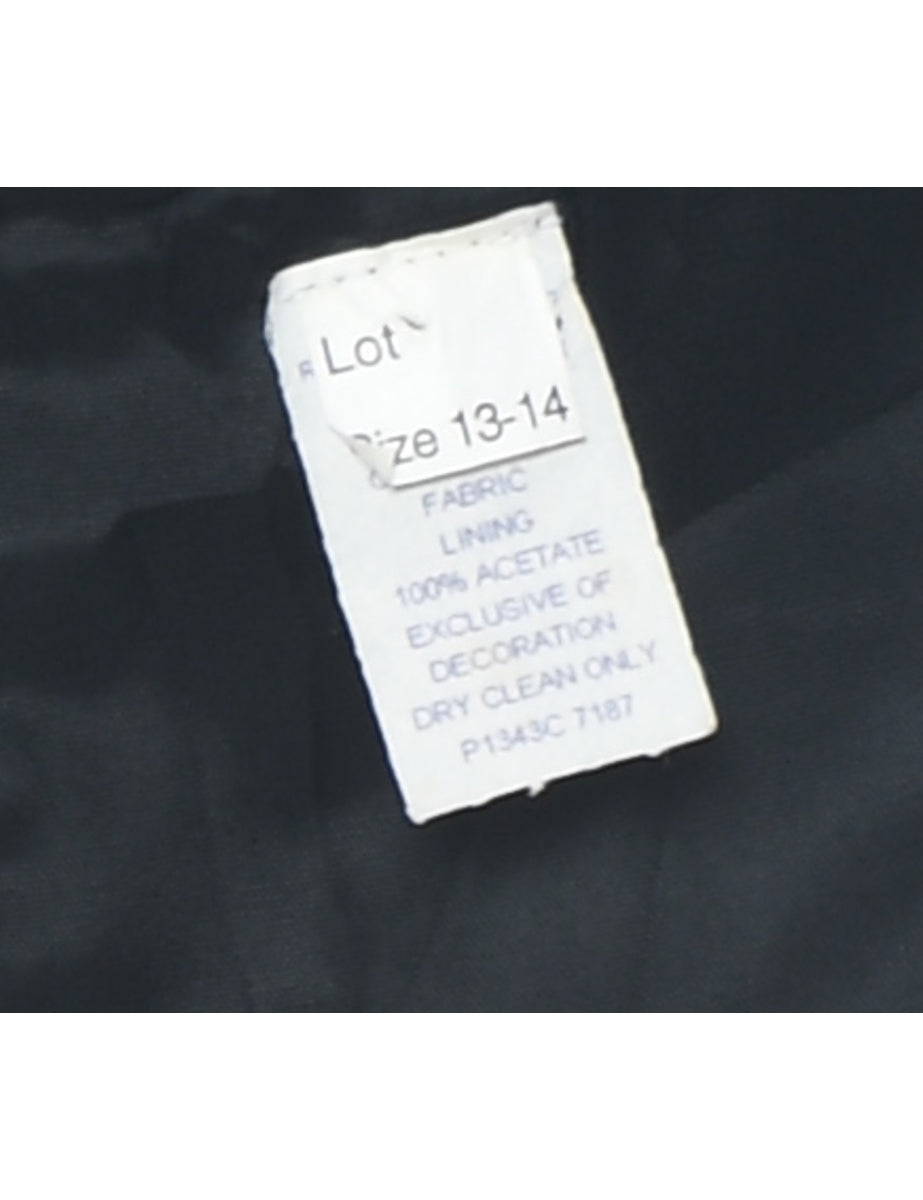 Lot
Size 13-14
FABRIC
LINING
100% ACETATE
EXCLUSIVE OF
DECORATION
DRY CLEAN ONLY
P1343C 7187